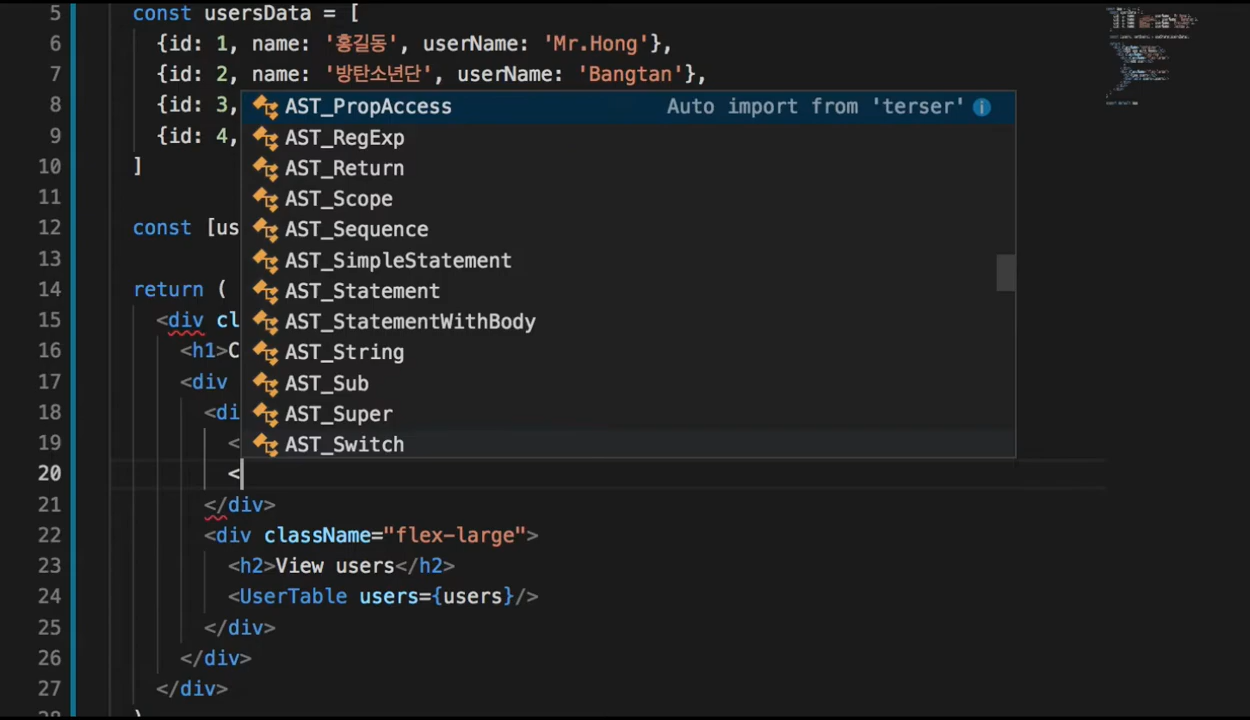 5 const usersData = [
6 {id: 1, name: '홍길동', userName: 'Mr.Hong'},
7 {id: 2, name: '방탄소년단', userName: 'Bangtan'},
8 {id: 3,
AST_PropAccess Auto import from 'terser'
9 {id: 4,
AST_RegExp
10 ]
AST_Return
11
AST_Scope
12 const [us
AST_Sequence
13
AST_SimpleStatement
14 return (
AST_Statement
15 <div cl
AST_StatementWithBody
16 <h1>C
AST_String
17 <div
AST_Sub
18 <di
AST_Super
19 <
AST_Switch
20 <
21 </div>
22 <div className="flex-large">
23 <h2>View users</h2>
24 <UserTable users={users}/>
25 </div>
26 </div>
27 </div>
28 )